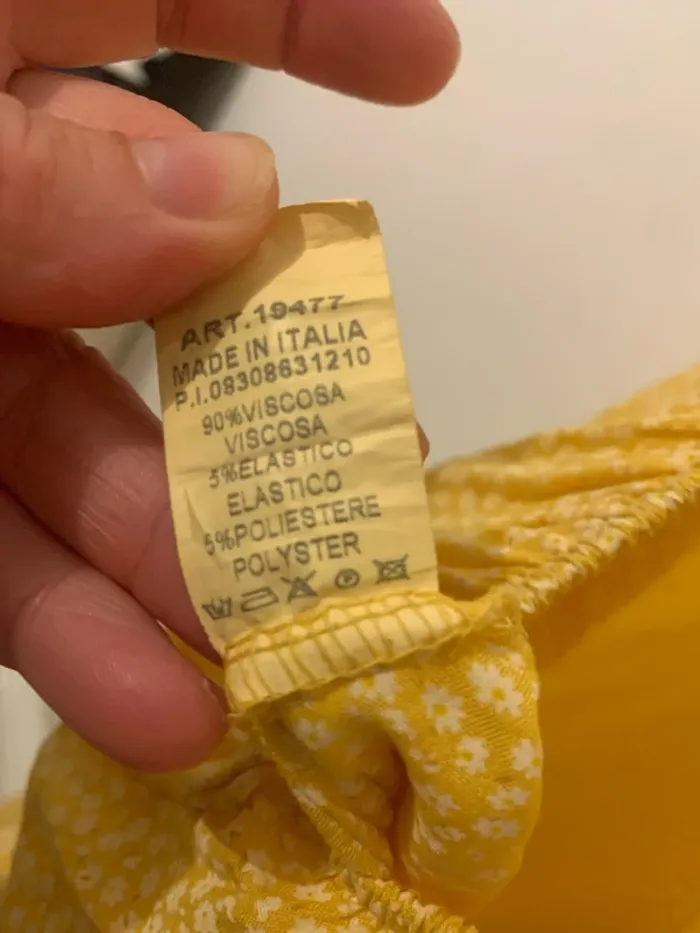 ART.19477
MADE IN ITALIA
P.I.08308631210
90%VISCOSA
VISCOSA
5%ELASTICO
ELASTICO
5%POLIESTERE
POLYSTER
P